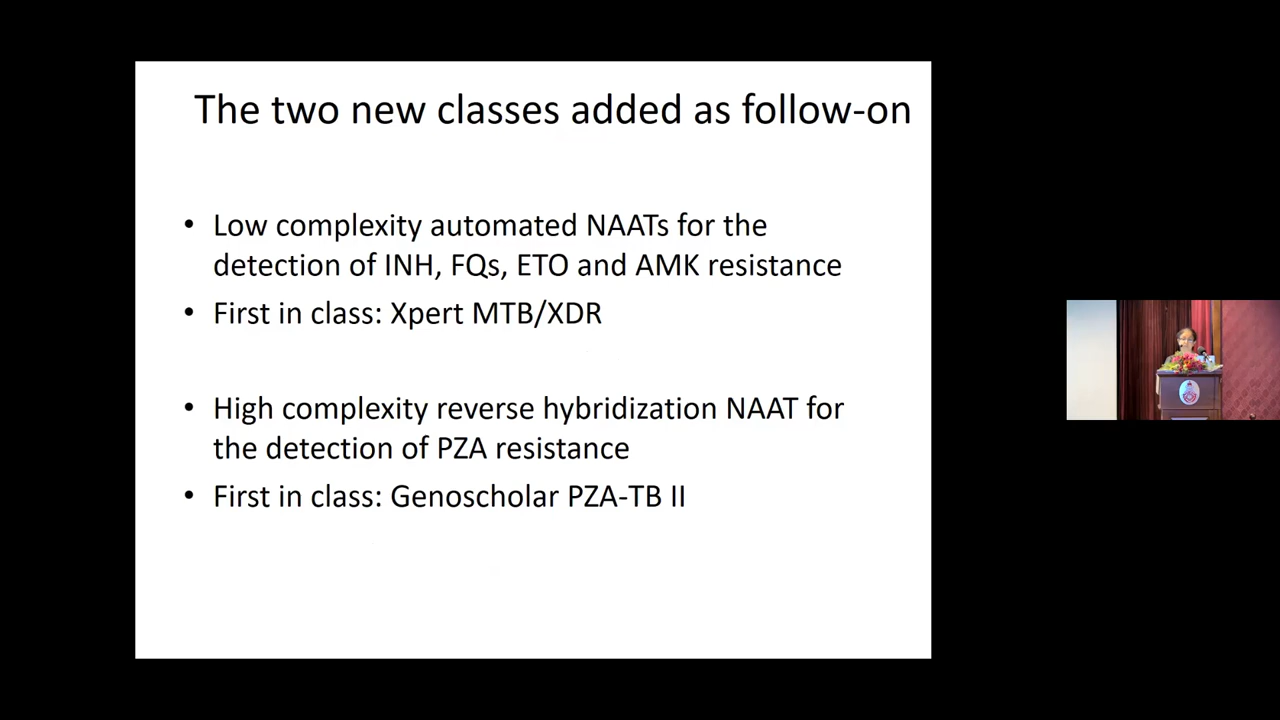 The two new classes added as follow-on
• Low complexity automated NAATs for the
detection of INH, FQs, ETO and AMK resistance
• First in class: Xpert MTB/XDR
• High complexity reverse hybridization NAAT for
the detection of PZA resistance
• First in class: Genoscholar PZA-TB II